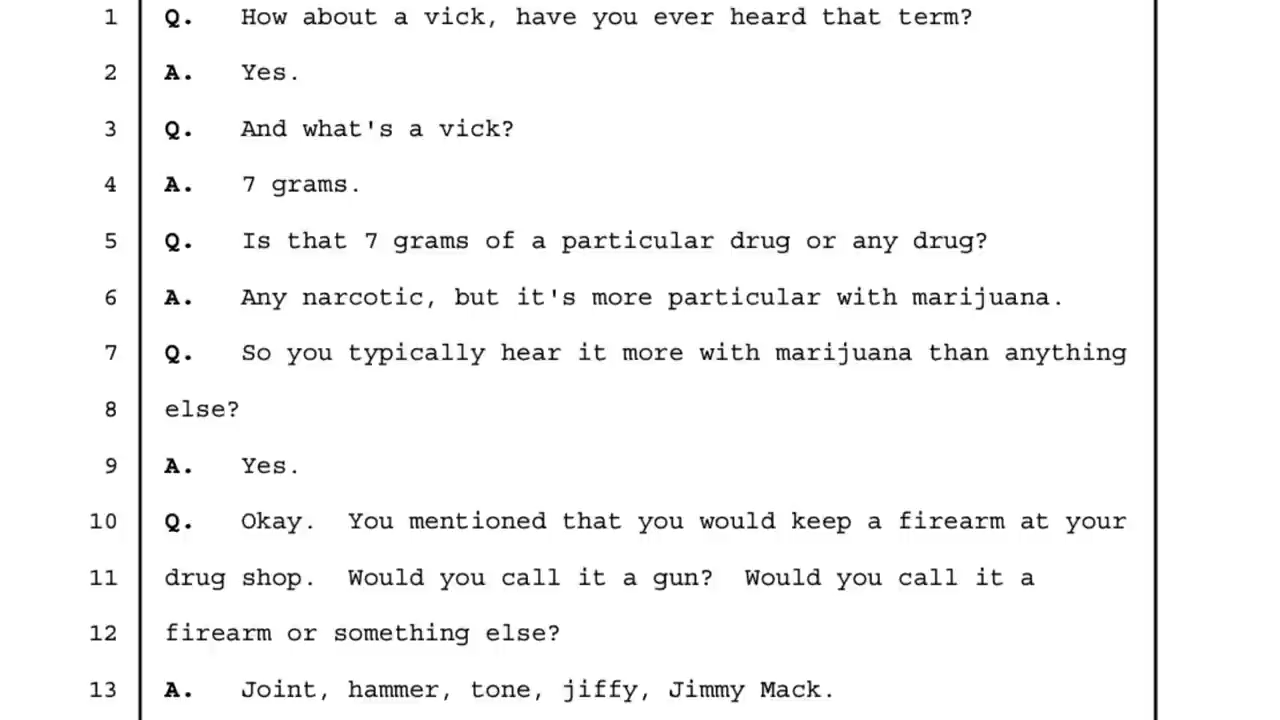 1 Q. How about a vick, have you ever heard that term?
2 A. Yes.
3 Q. And what's a vick?
4 A. 7 grams.
5 Q. Is that 7 grams of a particular drug or any drug?
6 A. Any narcotic, but it's more particular with marijuana.
7 Q. So you typically hear it more with marijuana than anything
8 else?
9 A. Yes.
10 Q. Okay. You mentioned that you would keep a firearm at your
11 drug shop. Would you call it a gun? Would you call it a
12 firearm or something else?
13 A. Joint, hammer, tone, jiffy, Jimmy Mack.